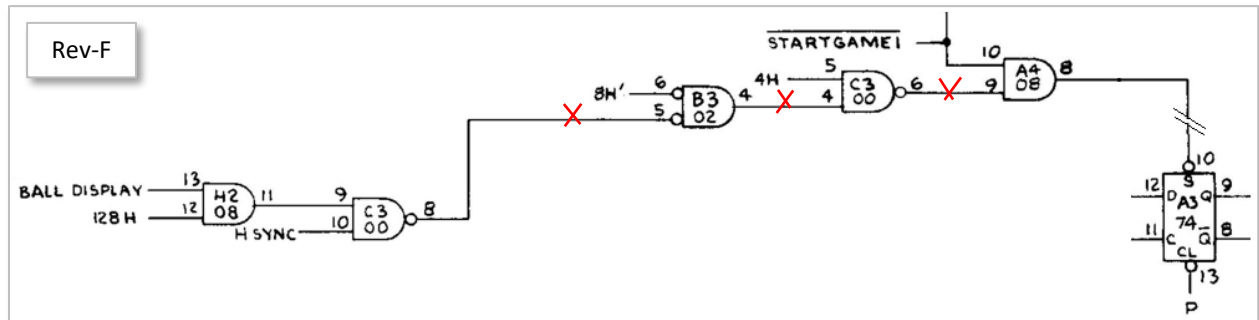 Rev-F
STARTGAME1
10
A4
08
8
9
5
4H
C3
00
6
4
8H'
6
B3
02
4
5
BALL DISPLAY
13
H2
08
11
128H
12
9
C3
00
8
10
H SYNC
10
S
12
D
Q
9
A3
74
11
C
Q
8
CL
13
P